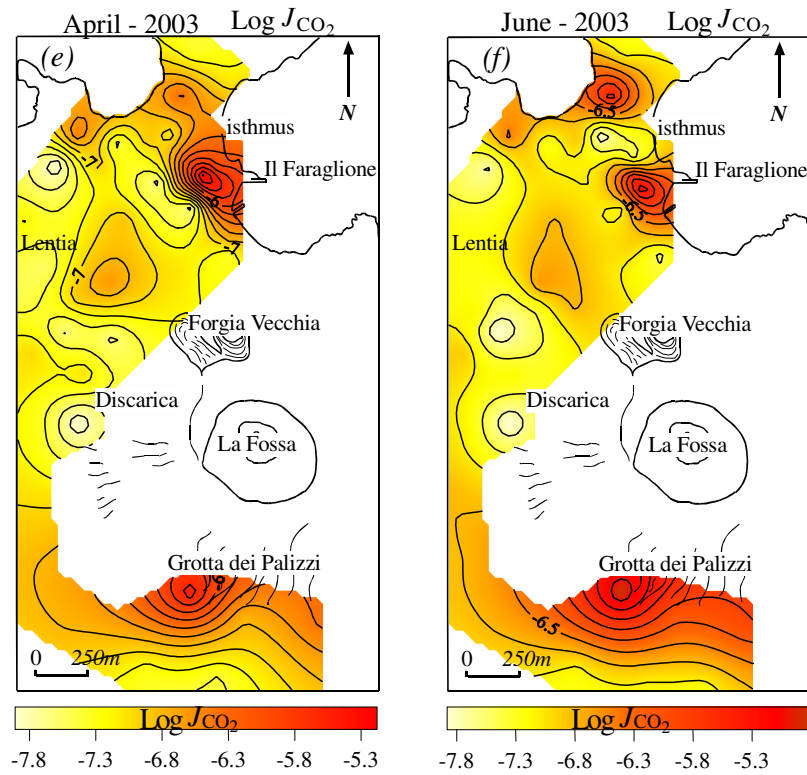 April - 2003 Log JCO2
(e)
N
isthmus
Il Faraglione
-7
-6
Lentia
-7
-7
Forgia Vecchia
Discarica
La Fossa
Grotta dei Palizzi
-6
0 250m
Log JCO2
-7.8 -7.3 -6.8 -6.3 -5.8 -5.3
June - 2003 Log JCO2
(f)
N
-6.5
isthmus
Il Faraglione
-6.5
Lentia
Forgia Vecchia
Discarica
La Fossa
Grotta dei Palizzi
-6.5
0 250m
Log JCO2
-7.8 -7.3 -6.8 -6.3 -5.8 -5.3